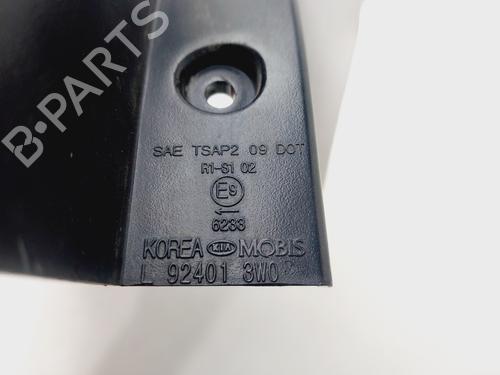 B-PARTS
SAE TSAP2 09 DOT
R1-S1 02
E9
←
6233
KOREA KIA MOBIS
L 92401 3W0